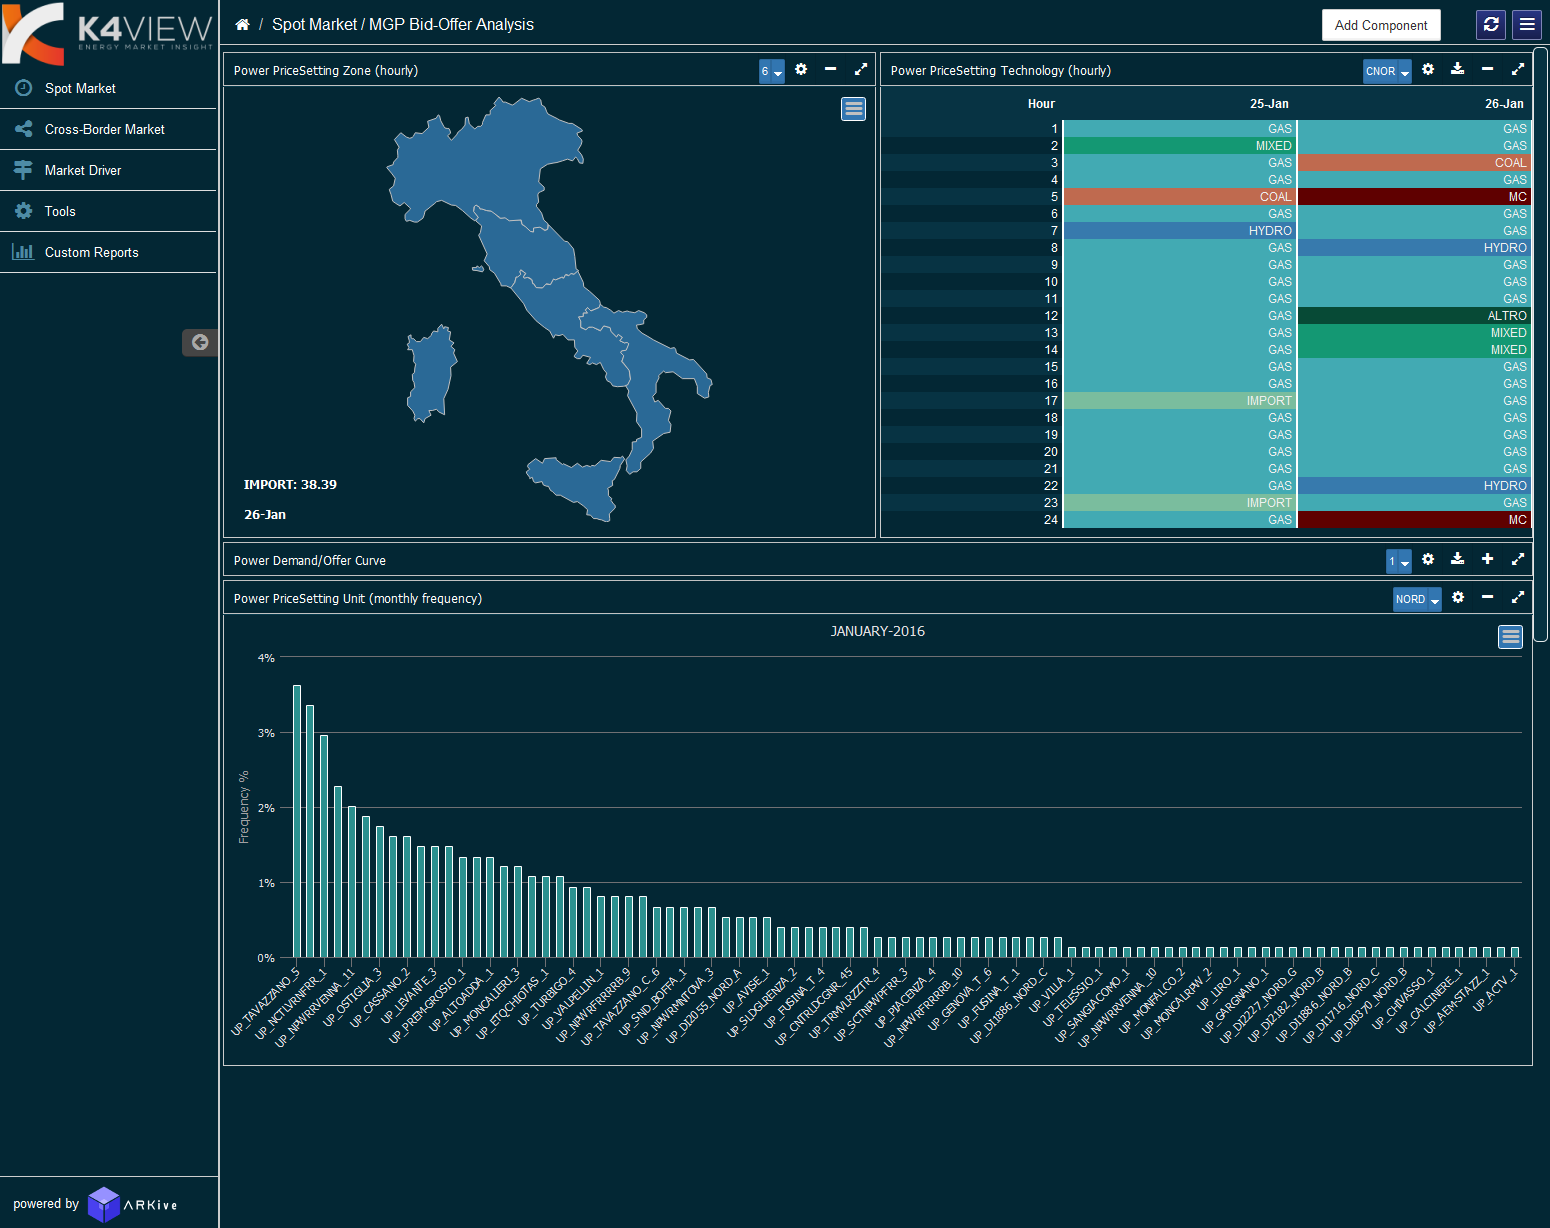 K4VIEW
ENERGY MARKET INSIGHT
/ Spot Market / MGP Bid-Offer Analysis
Add Component
Spot Market
Cross-Border Market
Market Driver
Tools
Custom Reports
Power PriceSetting Zone (hourly)
6
IMPORT: 38.39
26-Jan
Power PriceSetting Technology (hourly)
CNOR
Hour 25-Jan 26-Jan
1 GAS GAS
2 MIXED GAS
3 GAS COAL
4 GAS GAS
5 COAL MC
6 GAS GAS
7 HYDRO GAS
8 GAS HYDRO
9 GAS GAS
10 GAS GAS
11 GAS GAS
12 GAS ALTRO
13 GAS MIXED
14 GAS MIXED
15 GAS GAS
16 GAS GAS
17 IMPORT GAS
18 GAS GAS
19 GAS GAS
20 GAS GAS
21 GAS GAS
22 GAS HYDRO
23 IMPORT GAS
24 GAS MC
Power Demand/Offer Curve
1
Power PriceSetting Unit (monthly frequency)
NORD
JANUARY-2016
Frequency %
4%
3%
2%
1%
0%
UP_TAVAZZANO_5
UP_NCTLVRNFRR_1
UP_NPWRRVENNA_11
UP_OSTIGLIA_3
UP_CASSANO_2
UP_LEVANTE_3
UP_PREMGROSIO_1
UP_ALTOADDA_1
UP_MONCALIERI_3
UP_ETQCHIOTAS_1
UP_TURBIGO_4
UP_VALPELLIN_1
UP_NPWRFRRRRB_9
UP_TAVAZZANO_C_6
UP_SND_BOFFA_1
UP_NPWRMNTOVA_3
UP_DI2055_NORD_A
UP_AVISE_1
UP_SLDGLRENZA_2
UP_FUSINA_T_4
UP_CNTRLDCGNR_45
UP_TRMVLRZZTR_4
UP_SCTNPWPFRR_3
UP_PIACENZA_4
UP_NPWRFRRRRB_10
UP_GENOVA_T_6
UP_FUSINA_T_1
UP_DI1886_NORD_C
UP_VILLA_1
UP_TELESSIO_1
UP_SANGIACOMO_1
UP_NPWRRVENNA_10
UP_MONFALCO_2
UP_MONCALRPW_2
UP_LIRO_1
UP_GARGNANO_1
UP_DI2227_NORD_G
UP_DI2182_NORD_B
UP_DI1816_NORD_B
UP_DI1716_NORD_C
UP_DI0370_NORD_B
UP_CHIVASSO_1
UP_CALCINERE_1
UP_AEMSTAZZ_1
UP_ACTV_1
powered by ARKive